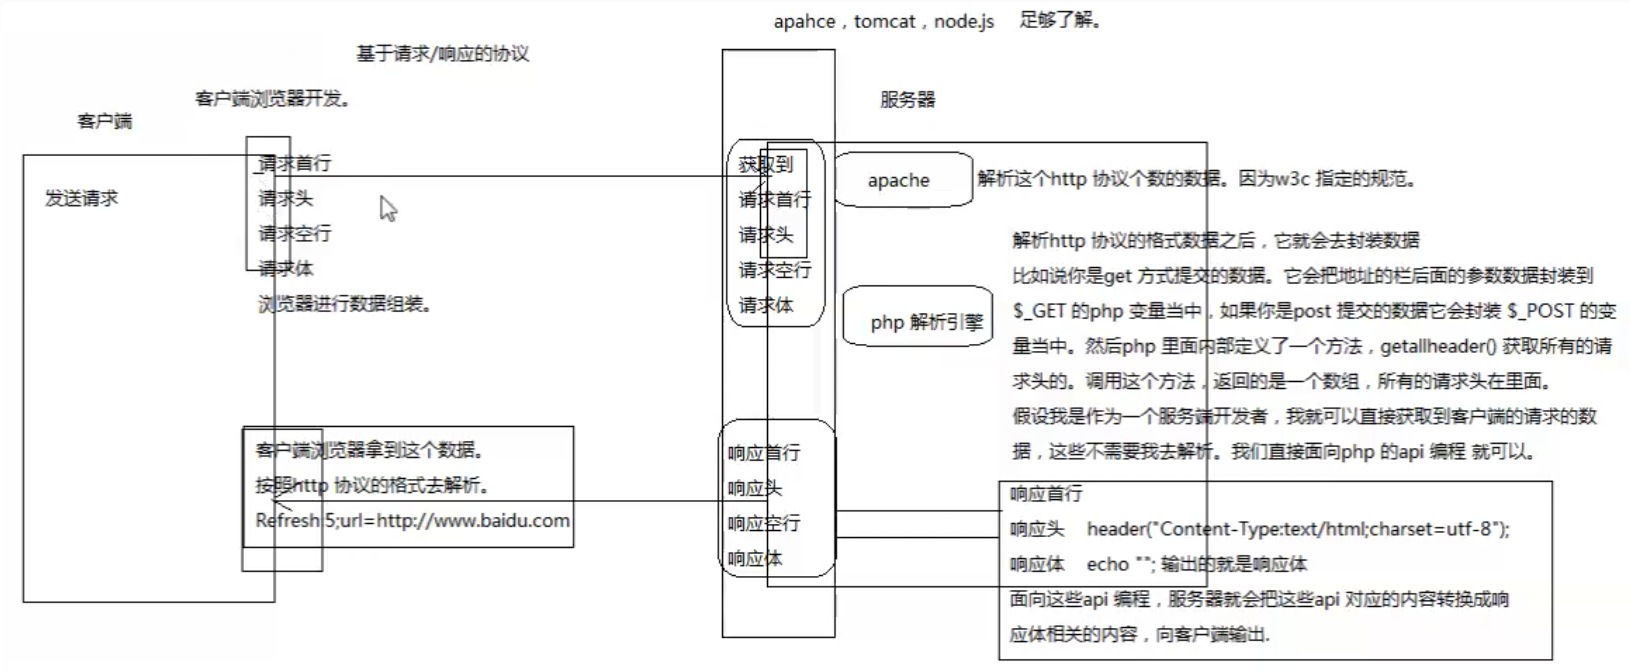 apahce，tomcat，node.js 足够了解。
基于请求/响应的协议
客户端浏览器开发。
客户端
服务器
发送请求
请求首行
请求头
请求空行
请求体
浏览器进行数据组装。
获取到
请求首行
请求头
请求空行
请求体
apache
解析这个http 协议个数的数据。因为w3c 指定的规范。
php 解析引擎
解析http 协议的格式数据之后，它就会去封装数据
比如说你是get 方式提交的数据。它会把地址的栏后面的参数数据封装到
$_GET 的php 变量当中，如果你是post 提交的数据它会封装 $_POST 的变
量当中。然后php 里面内部定义了一个方法，getallheader() 获取所有的请
求头的。调用这个方法，返回的是一个数组，所有的请求头在里面。
假设我是作为一个服务端开发者，我就可以直接获取到客户端的请求的数
据，这些不需要我去解析。我们直接面向php 的api 编程 就可以。
客户端浏览器拿到这个数据。
按照http 协议的格式去解析。
Refresh:5;url=http://www.baidu.com
响应首行
响应头
响应空行
响应体
响应首行
响应头 header("Content-Type:text/html;charset=utf-8");
响应体 echo ""; 输出的就是响应体
面向这些api 编程，服务器就会把这些api 对应的内容转换成响
应体相关的内容，向客户端输出.